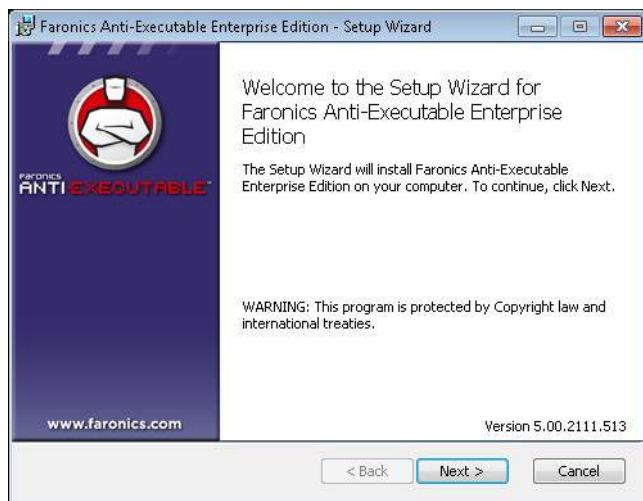 Faronics Anti-Executable Enterprise Edition - Setup Wizard
Welcome to the Setup Wizard for
Faronics Anti-Executable Enterprise
Edition
The Setup Wizard will install Faronics Anti-Executable
Enterprise Edition on your computer. To continue, click Next.
FARONICS
ANTI-EXECUTABLE™
WARNING: This program is protected by Copyright law and
international treaties.
www.faronics.com
Version 5.00.2111.513
< Back
Next >
Cancel